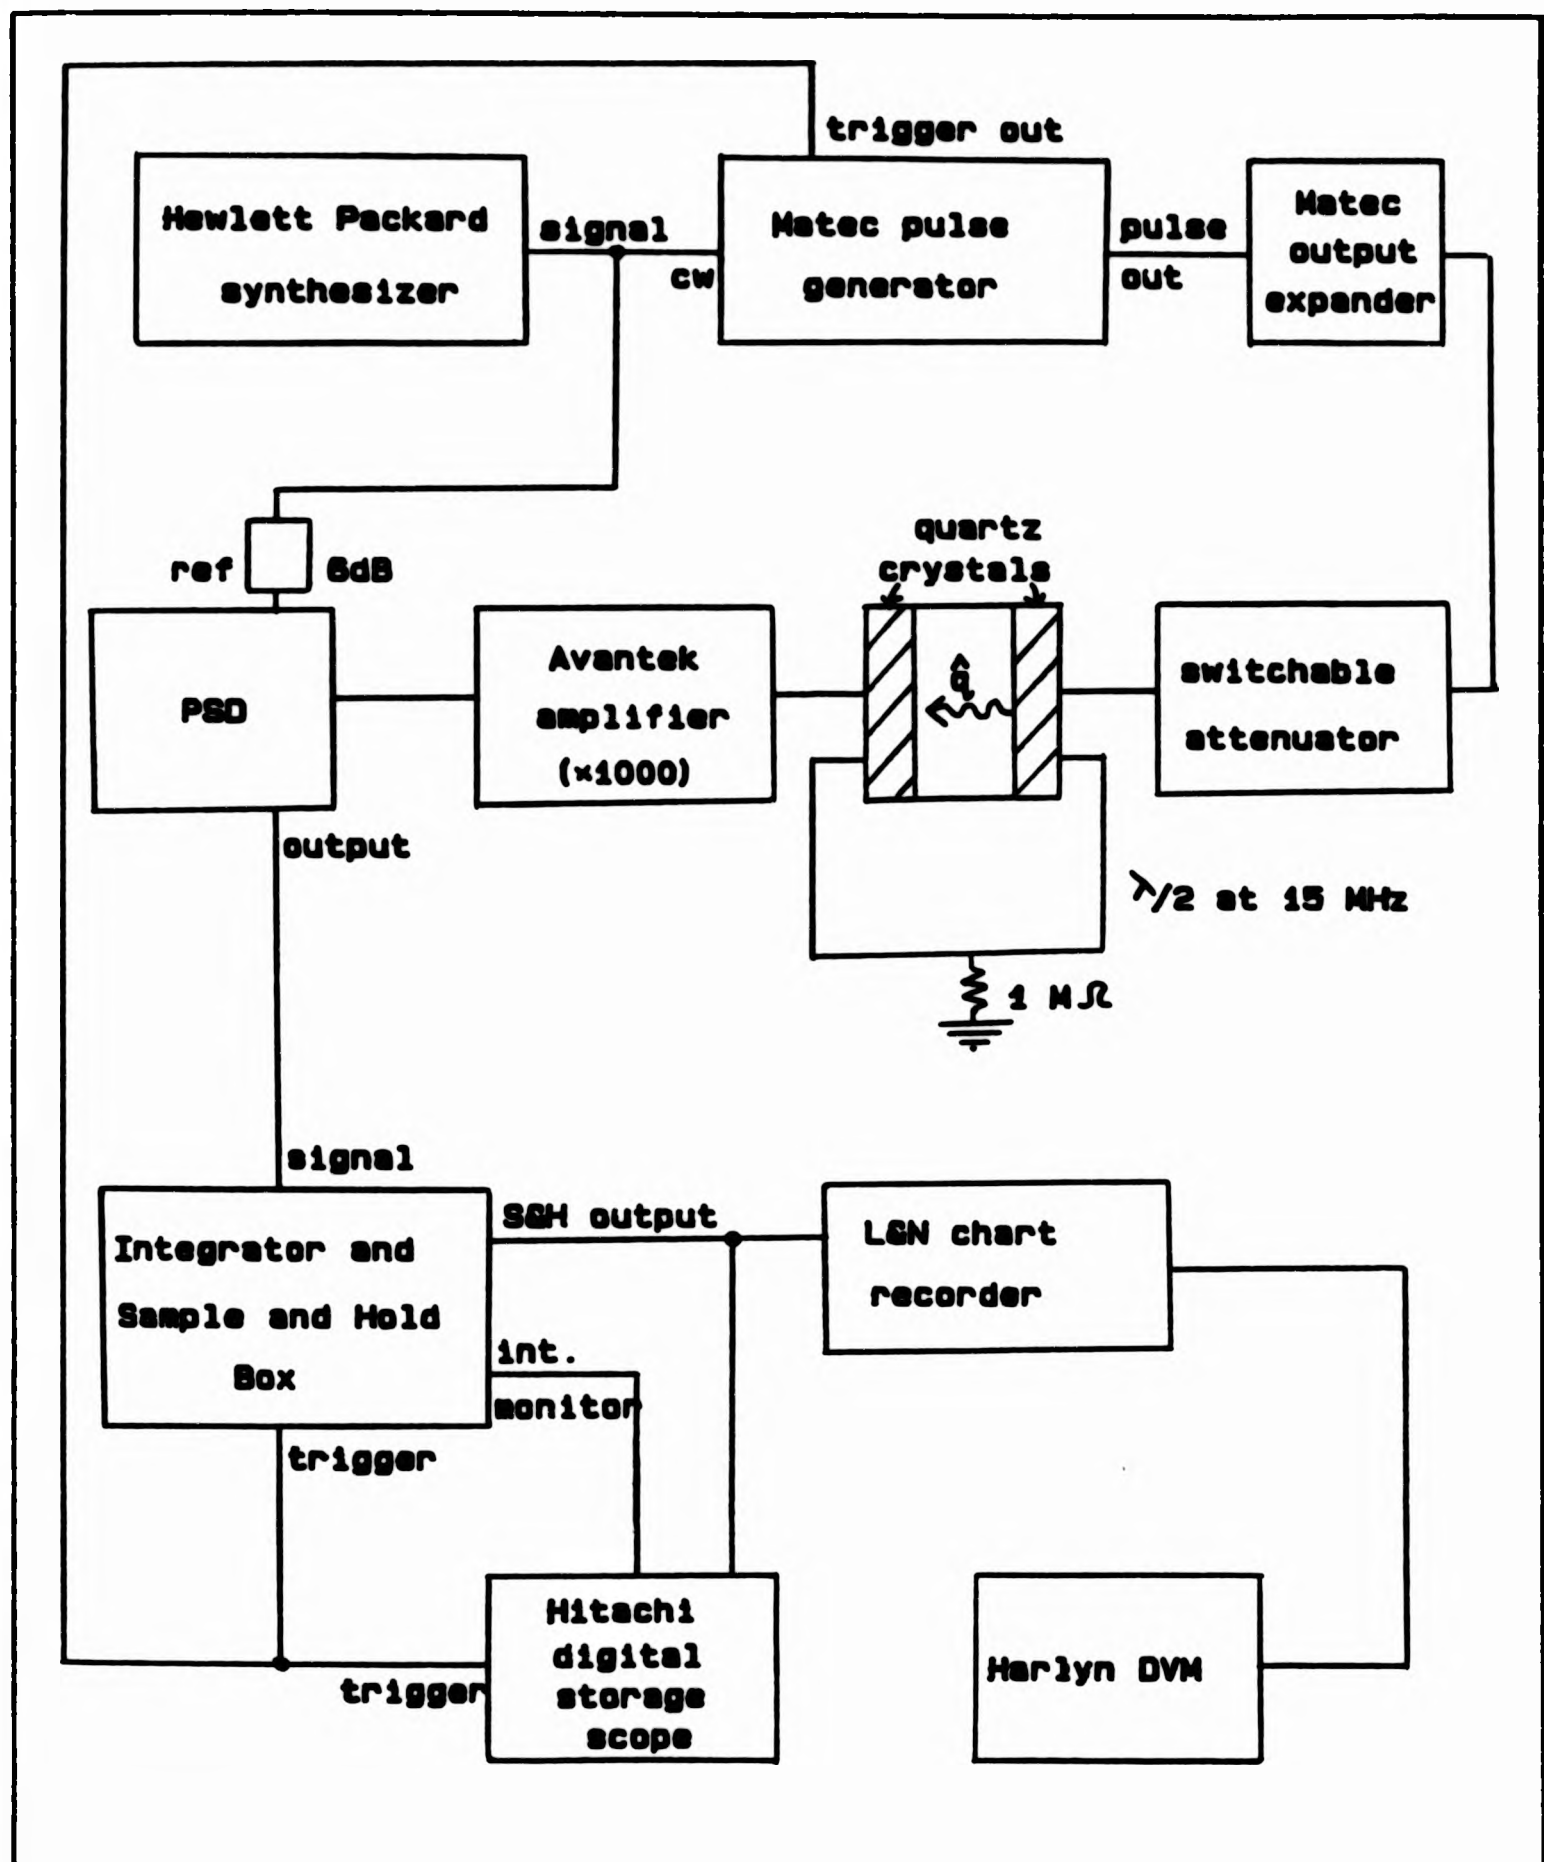 trigger out
Hewlett Packard
synthesizer
signal
cw
Matec pulse
generator
pulse
out
Matec
output
expander
ref
6dB
quartz
crystals
PSD
Avantek
amplifier
(×1000)
q̂
switchable
attenuator
output
λ/2 at 15 MHz
1 MΩ
signal
Integrator and
Sample and Hold
Box
S&H output
L&N chart
recorder
int.
monitor
trigger
trigger
Hitachi
digital
storage
scope
Harlyn DVM